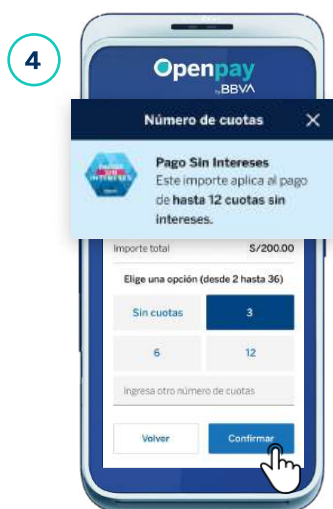 4
Openpay
by BBVA
Número de cuotas
Pago Sin Intereses
Este importe aplica al pago
de hasta 12 cuotas sin
intereses.
Importe total S/200.00
Elige una opción (desde 2 hasta 36)
Sin cuotas 3
6 12
Ingresa otro número de cuotas
Volver Confirmar